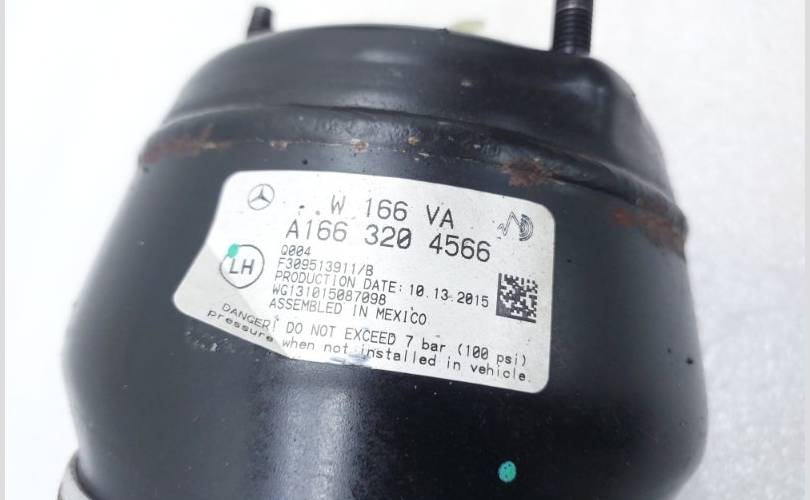 W 166 VA
A166 320 4566
Q004
LH
F309513911/B
PRODUCTION DATE: 10.13.2015
WG131015087098
ASSEMBLED IN MEXICO
DANGER! DO NOT EXCEED 7 bar (100 psi)
pressure when not installed in vehicle.